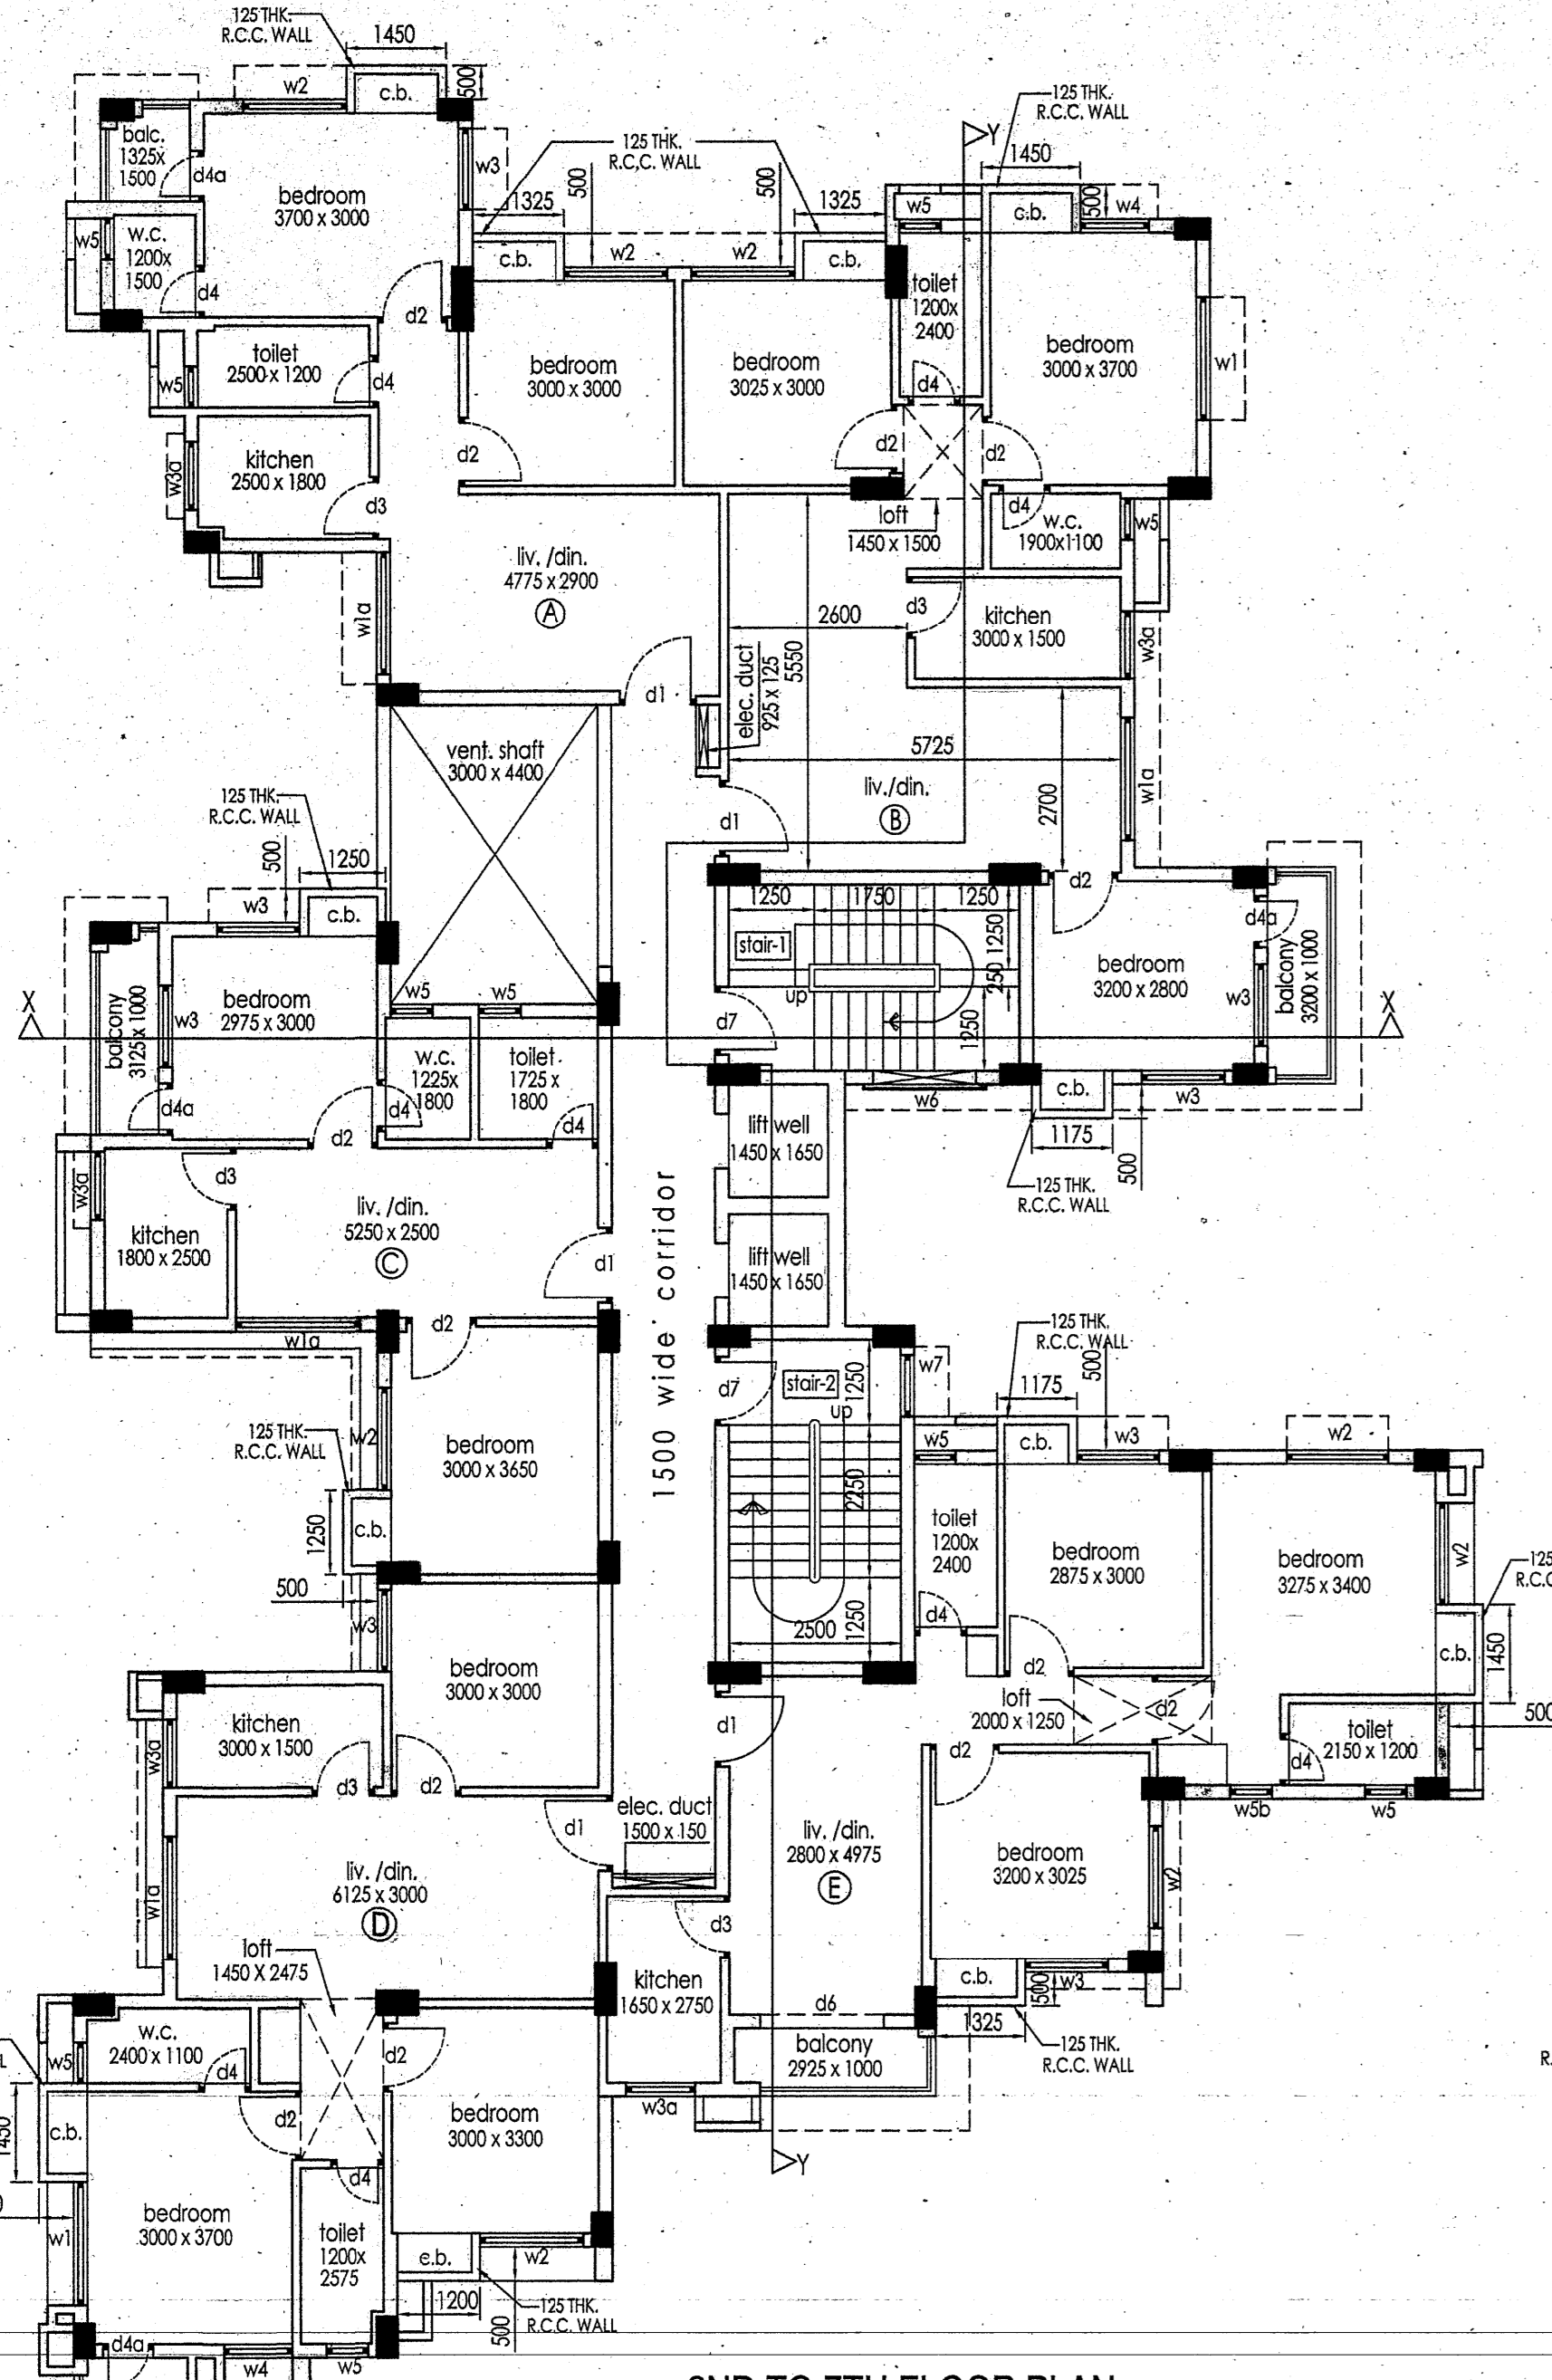 125 THK.
R.C.C. WALL
1450
500
w2
c.b.
balc.
1325x
1500
d4a
bedroom
3700 x 3000
w3
w5
w.c.
1200x
1500
d4
d2
125 THK.
R.C.C. WALL
1325
500
500
1325
c.b.
w2
w2
c.b.
125 THK.
R.C.C. WALL
Y
1450
500
w5
c.b.
w4
toilet
1200x
2400
d4
bedroom
3000 x 3700
w1
toilet
2500 x 1200
d4
w5
bedroom
3000 x 3000
d2
bedroom
3025 x 3000
d2
d2
kitchen
2500 x 1800
w3a
d3
loft
1450 x 1500
d4
w.c.
1900x1100
w5
liv. /din.
4775 x 2900
A
w1a
d1
2600
5550
d3
kitchen
3000 x 1500
w3a
elec. duct
925 x 125
5725
2700
w1a
liv./din.
B
d1
vent. shaft
3000 x 4400
125 THK.
R.C.C. WALL
500
1250
w3
c.b.
1250
1750
1250
stair-1
1250
250
up
1250
d2
d4a
bedroom
3200 x 2800
w3
balcony
3200 x 1000
X
X
bedroom
2975 x 3000
w3
balcony
3125 x 1000
d4a
w5
w5
w.c.
1225x
1800
d4
toilet
1725 x
1800
d4
d7
d2
w6
c.b.
w3
1175
500
125 THK.
R.C.C. WALL
lift well
1450 x 1650
w3a
d3
kitchen
1800 x 2500
liv. /din.
5250 x 2500
C
d1
lift well
1450 x 1650
1500 wide corridor
w1a
d2
125 THK.
R.C.C. WALL
w2
c.b.
1250
500
w3
bedroom
3000 x 3650
d7
stair-2
1250
up
2250
2500
1250
w7
125 THK.
R.C.C. WALL
1175
500
w5
c.b.
w3
w2
toilet
1200x
2400
d4
bedroom
2875 x 3000
d2
bedroom
3275 x 3400
w2
125
R.C.C
c.b.
1450
500
loft
2000 x 1250
d2
toilet
2150 x 1200
d4
w5b
w5
bedroom
3000 x 3000
kitchen
3000 x 1500
w3a
d3
d2
d1
d2
d1
elec. duct
1500 x 150
liv. /din.
2800 x 4975
E
bedroom
3200 x 3025
w2
liv. /din.
6125 x 3000
D
w1a
loft
1450 X 2475
d3
kitchen
1650 x 2750
d6
balcony
2925 x 1000
c.b.
w3
500
1325
125 THK.
R.C.C. WALL
R.
w3a
Y
w.c.
2400 x 1100
w5
d4
d2
d2
L
c.b.
1450
bedroom
3000 x 3300
bedroom
3000 x 3700
w1
d4
toilet
1200x
2575
c.b.
w2
1200
500
125 THK.
R.C.C. WALL
d4a
w4
w5
2ND TO 7TH FLOOR PLAN